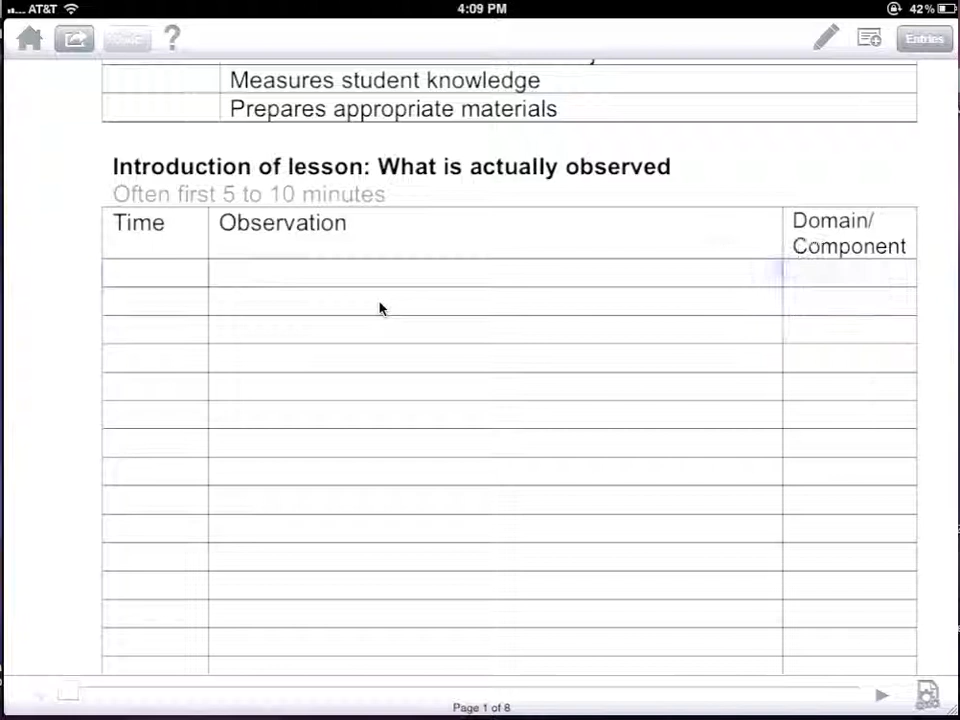 AT&T
4:09 PM
42%
?
Entries
Measures student knowledge
Prepares appropriate materials
Introduction of lesson: What is actually observed
Often first 5 to 10 minutes
Time Observation Domain/
Component
Page 1 of 8